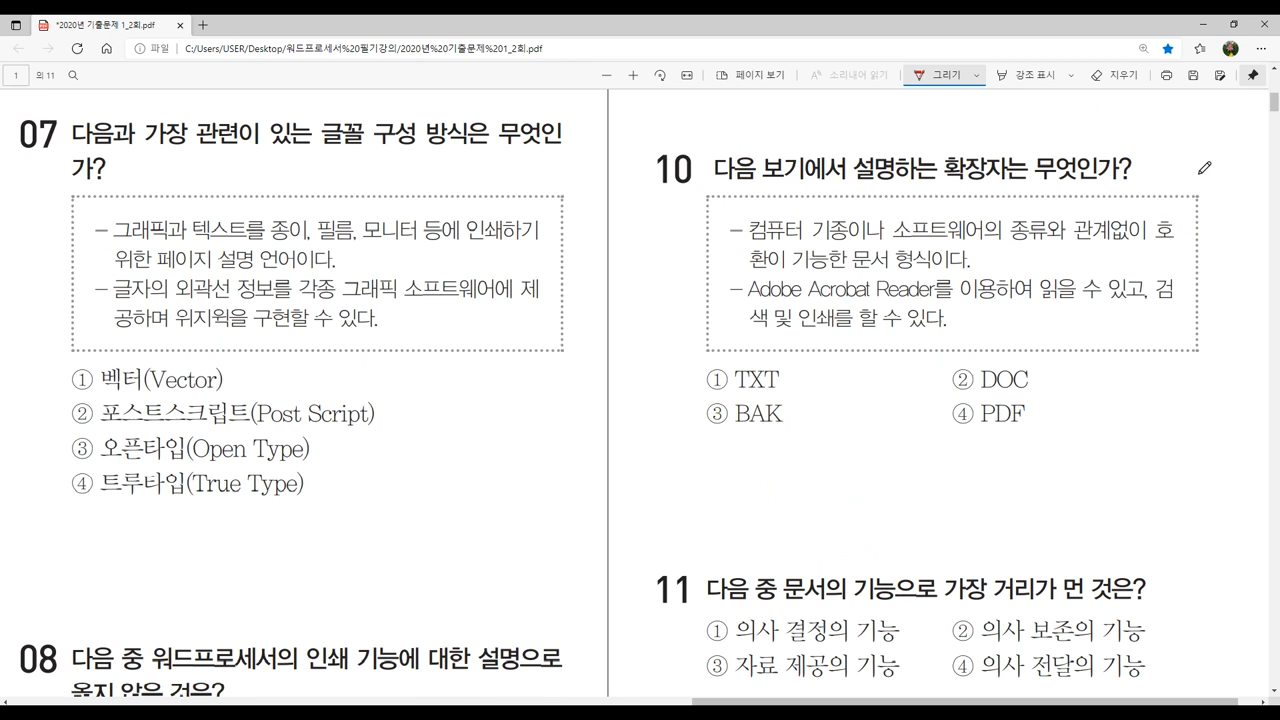 *2020년 기출문제 1_2회.pdf
파일 C:/Users/USER/Desktop/워드프로세서%20필기강의/2020년%20기출문제%201_2회.pdf
1 의 11 페이지 보기 소리내어 읽기 그리기 강조 표시 지우기
07 다음과 가장 관련이 있는 글꼴 구성 방식은 무엇인
가?
– 그래픽과 텍스트를 종이, 필름, 모니터 등에 인쇄하기
위한 페이지 설명 언어이다.
– 글자의 외곽선 정보를 각종 그래픽 소프트웨어에 제
공하며 위지윅을 구현할 수 있다.
① 벡터(Vector)
② 포스트스크립트(Post Script)
③ 오픈타입(Open Type)
④ 트루타입(True Type)
08 다음 중 워드프로세서의 인쇄 기능에 대한 설명으로
옳지 않은 것은?
10 다음 보기에서 설명하는 확장자는 무엇인가?
– 컴퓨터 기종이나 소프트웨어의 종류와 관계없이 호
환이 기능한 문서 형식이다.
– Adobe Acrobat Reader를 이용하여 읽을 수 있고, 검
색 및 인쇄를 할 수 있다.
① TXT ② DOC
③ BAK ④ PDF
11 다음 중 문서의 기능으로 가장 거리가 먼 것은?
① 의사 결정의 기능 ② 의사 보존의 기능
③ 자료 제공의 기능 ④ 의사 전달의 기능